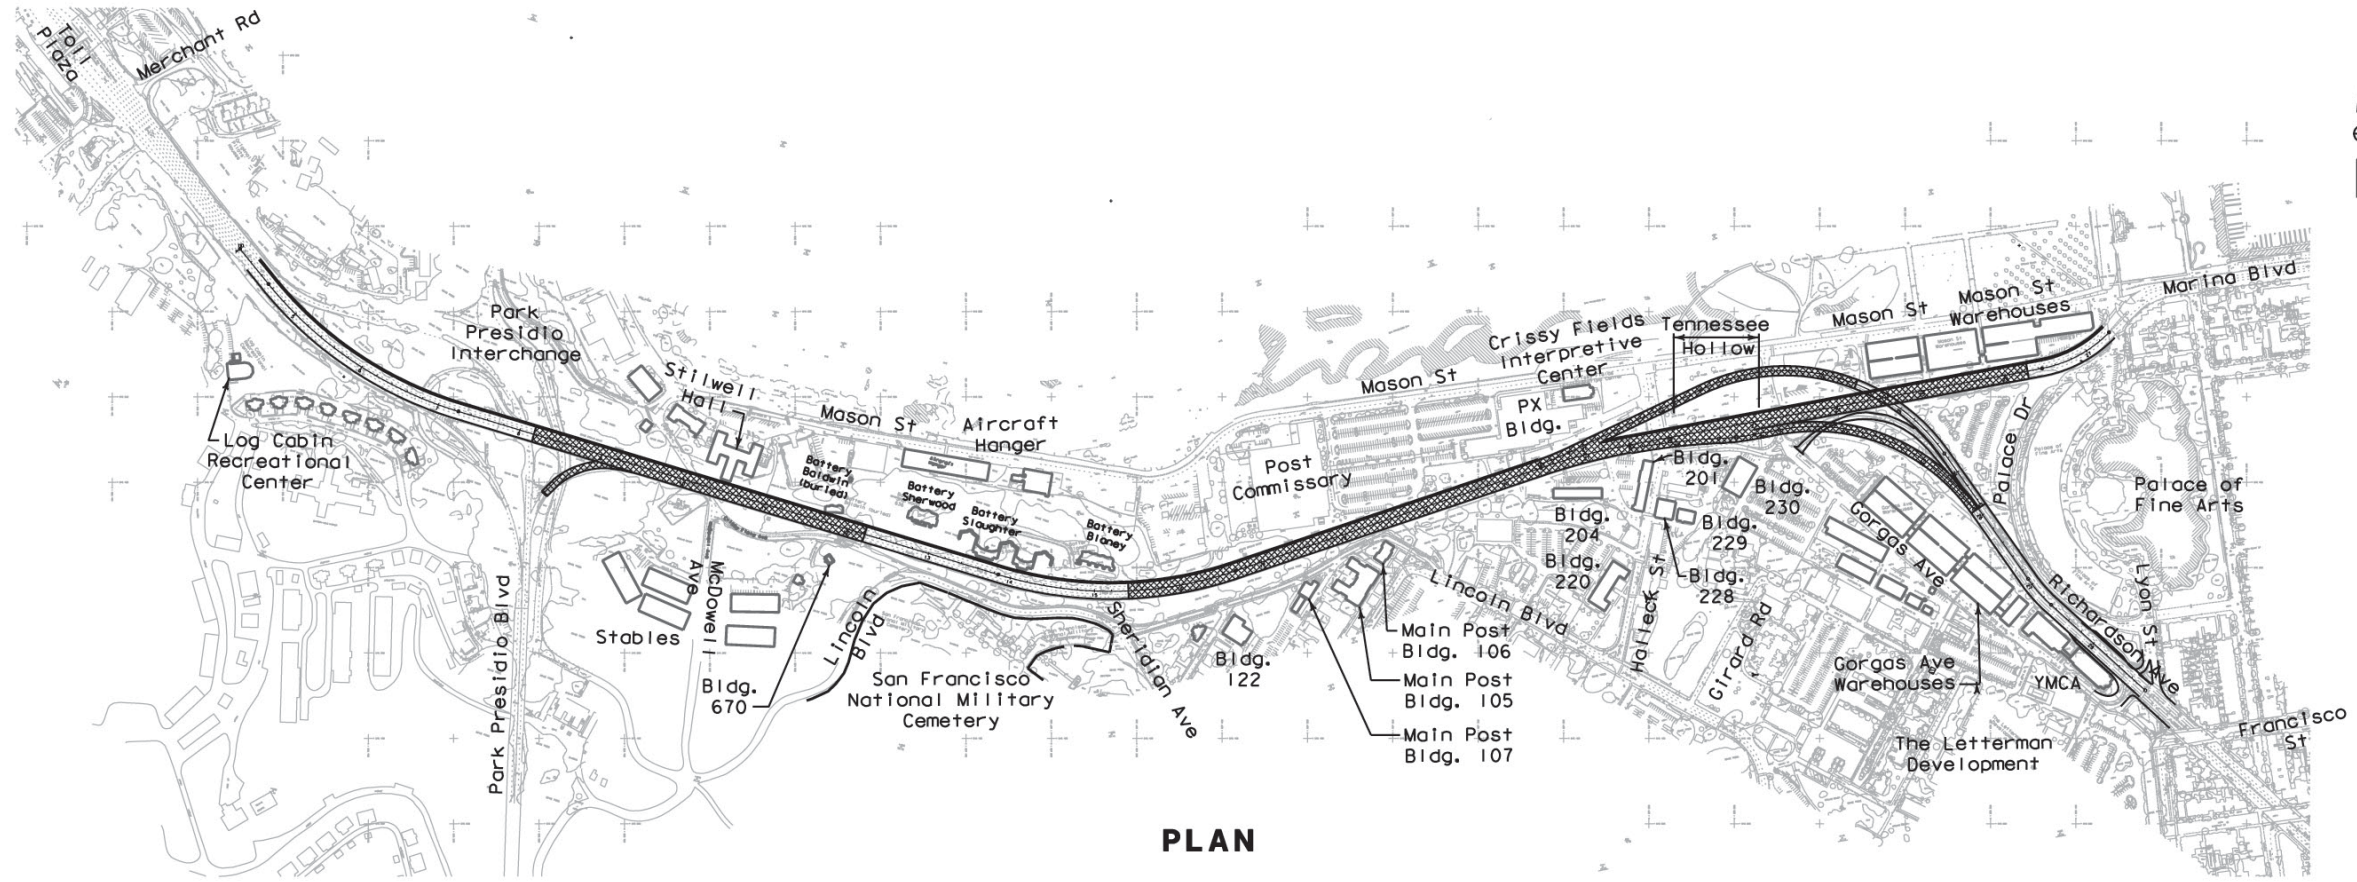 Toll
Plaza
Merchant Rd
Log Cabin
Recreational
Center
Park
Presidio
Interchange
Park Presidio Blvd
Stilwell
Hall
Mason St
Aircraft
Hanger
Battery
Baldwin
(buried)
Battery
Sherwood
Battery
Slaughter
Battery
Blaney
Stables
McDowell
Ave
Bldg.
670
Lincoln
Blvd
San Francisco
National Military
Cemetery
Sheridian Ave
Bldg.
122
Post
Commissary
Mason St
Crissy Fields
Interpretive
Center
PX
Bldg.
Tennessee
Hollow
Mason St
Mason St
Warehouses
Marina Blvd
Main Post
Bldg. 106
Main Post
Bldg. 105
Main Post
Bldg. 107
Lincoln Blvd
Bldg.
204
Bldg.
220
Bldg.
201
Bldg.
230
Bldg.
229
Bldg.
228
Halleck St
Girard Rd
Gorgas Ave
Gorgas Ave
Warehouses
Palace Dr
Palace of
Fine Arts
Lyon St
Richardson Ave
YMCA
The Letterman
Development
Francisco
St
PLAN